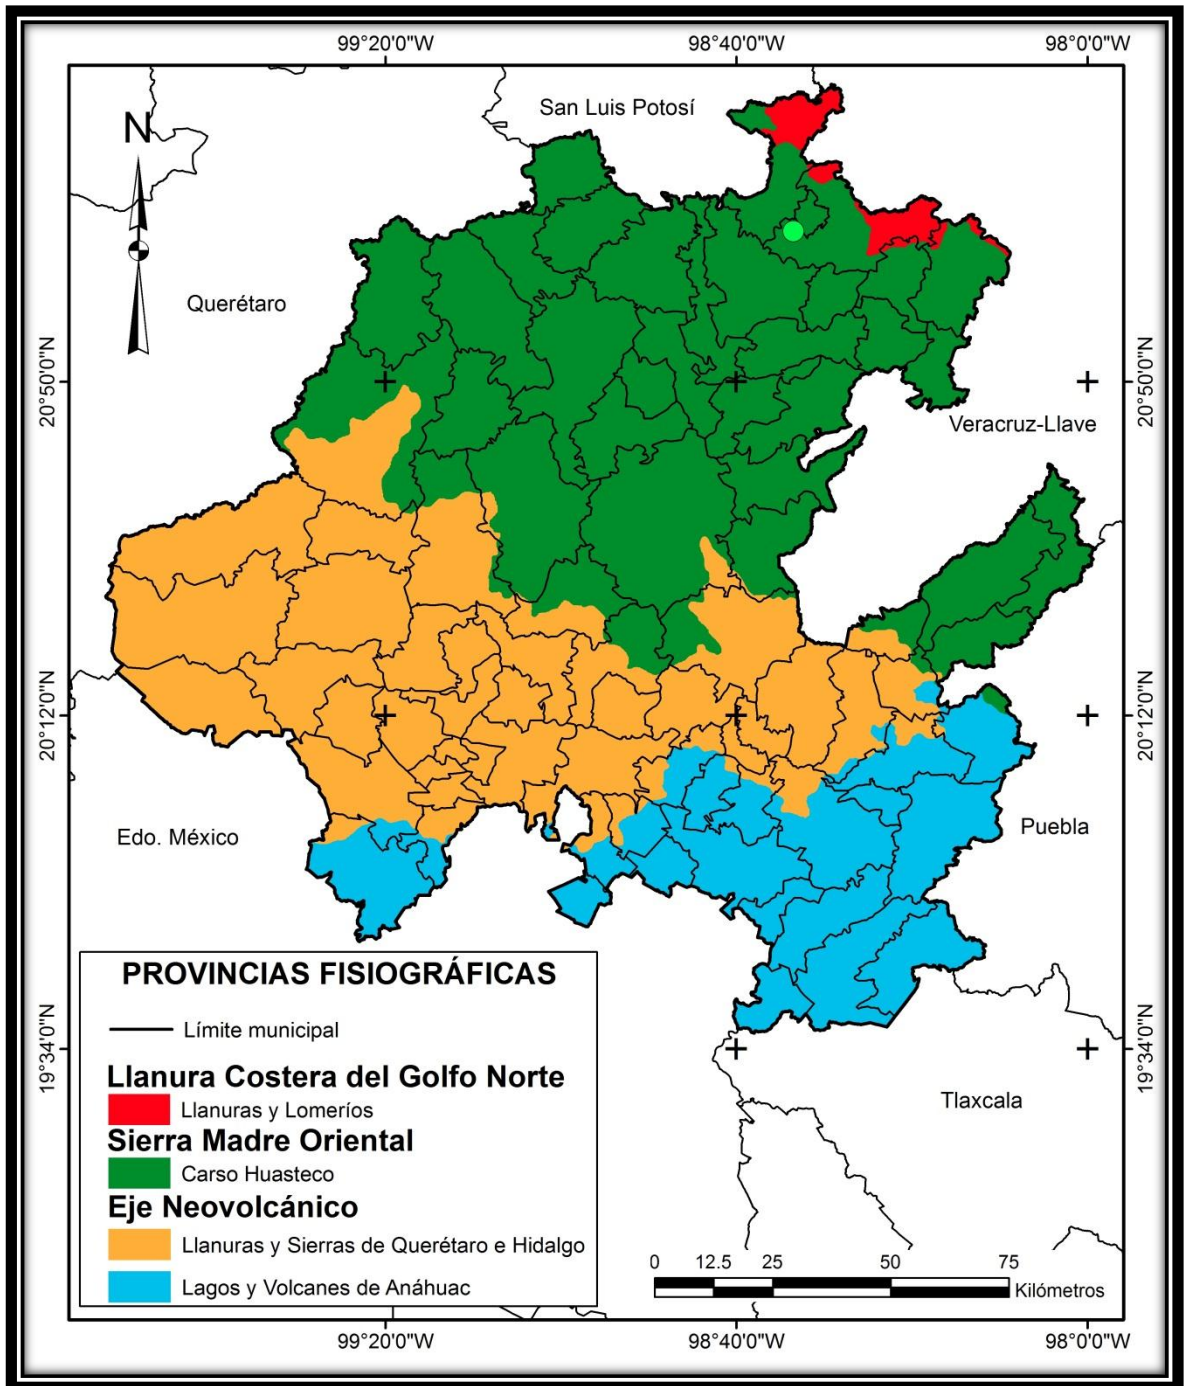 99°20'0"W
98°40'0"W
98°0'0"W
San Luis Potosí
N
Querétaro
20°50'0"N
20°50'0"N
Veracruz-Llave
20°12'0"N
20°12'0"N
Edo. México
Puebla
PROVINCIAS FISIOGRÁFICAS
Límite municipal
19°34'0"N
19°34'0"N
Llanura Costera del Golfo Norte
Llanuras y Lomeríos
Tlaxcala
Sierra Madre Oriental
Carso Huasteco
Eje Neovolcánico
Llanuras y Sierras de Querétaro e Hidalgo
Lagos y Volcanes de Anáhuac
0 12.5 25 50 75
Kilómetros
99°20'0"W
98°40'0"W
98°0'0"W